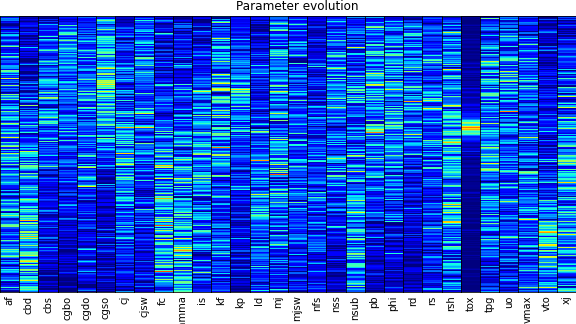 Parameter evolution
af cbd cbs cgbo cgdo cgso cj cjsw fc mma is kf kp ld mj mjsw nfs nss nsub pb phi rd rs rsh tox tpg uo vmax vto xj